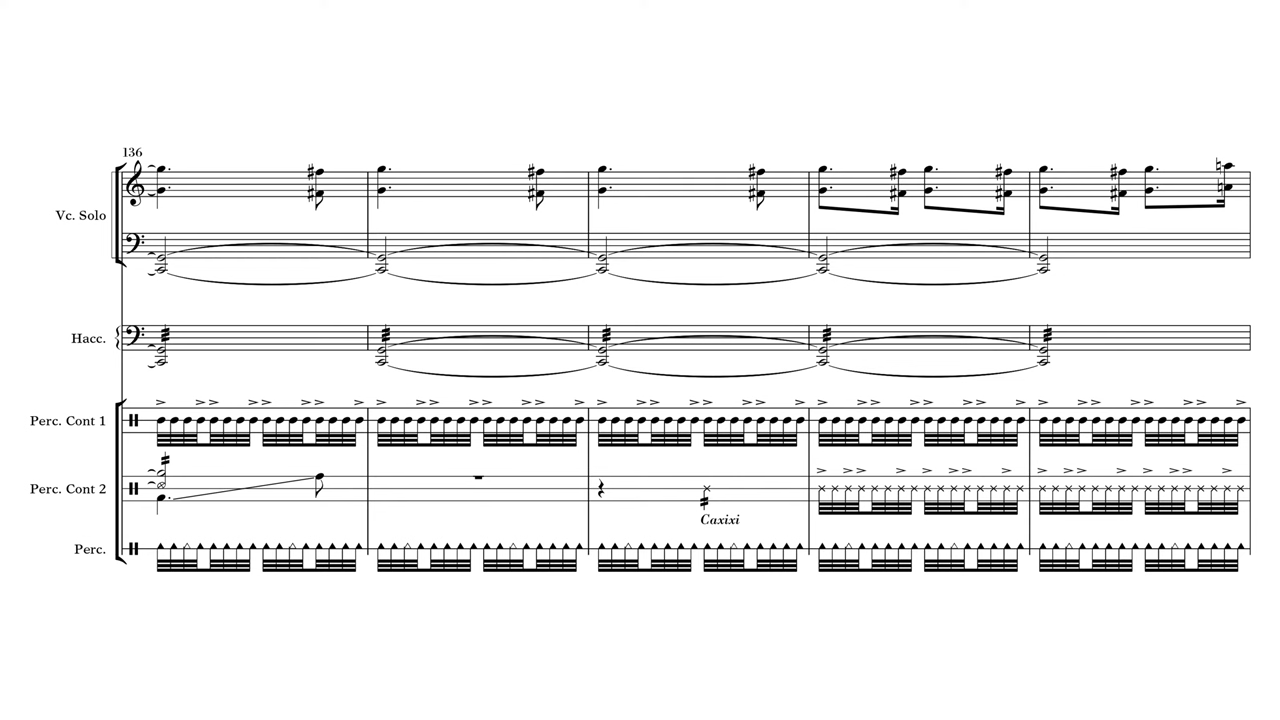 136
Vc. Solo
Hacc.
Perc. Cont 1
Perc. Cont 2
Caxixi
Perc.